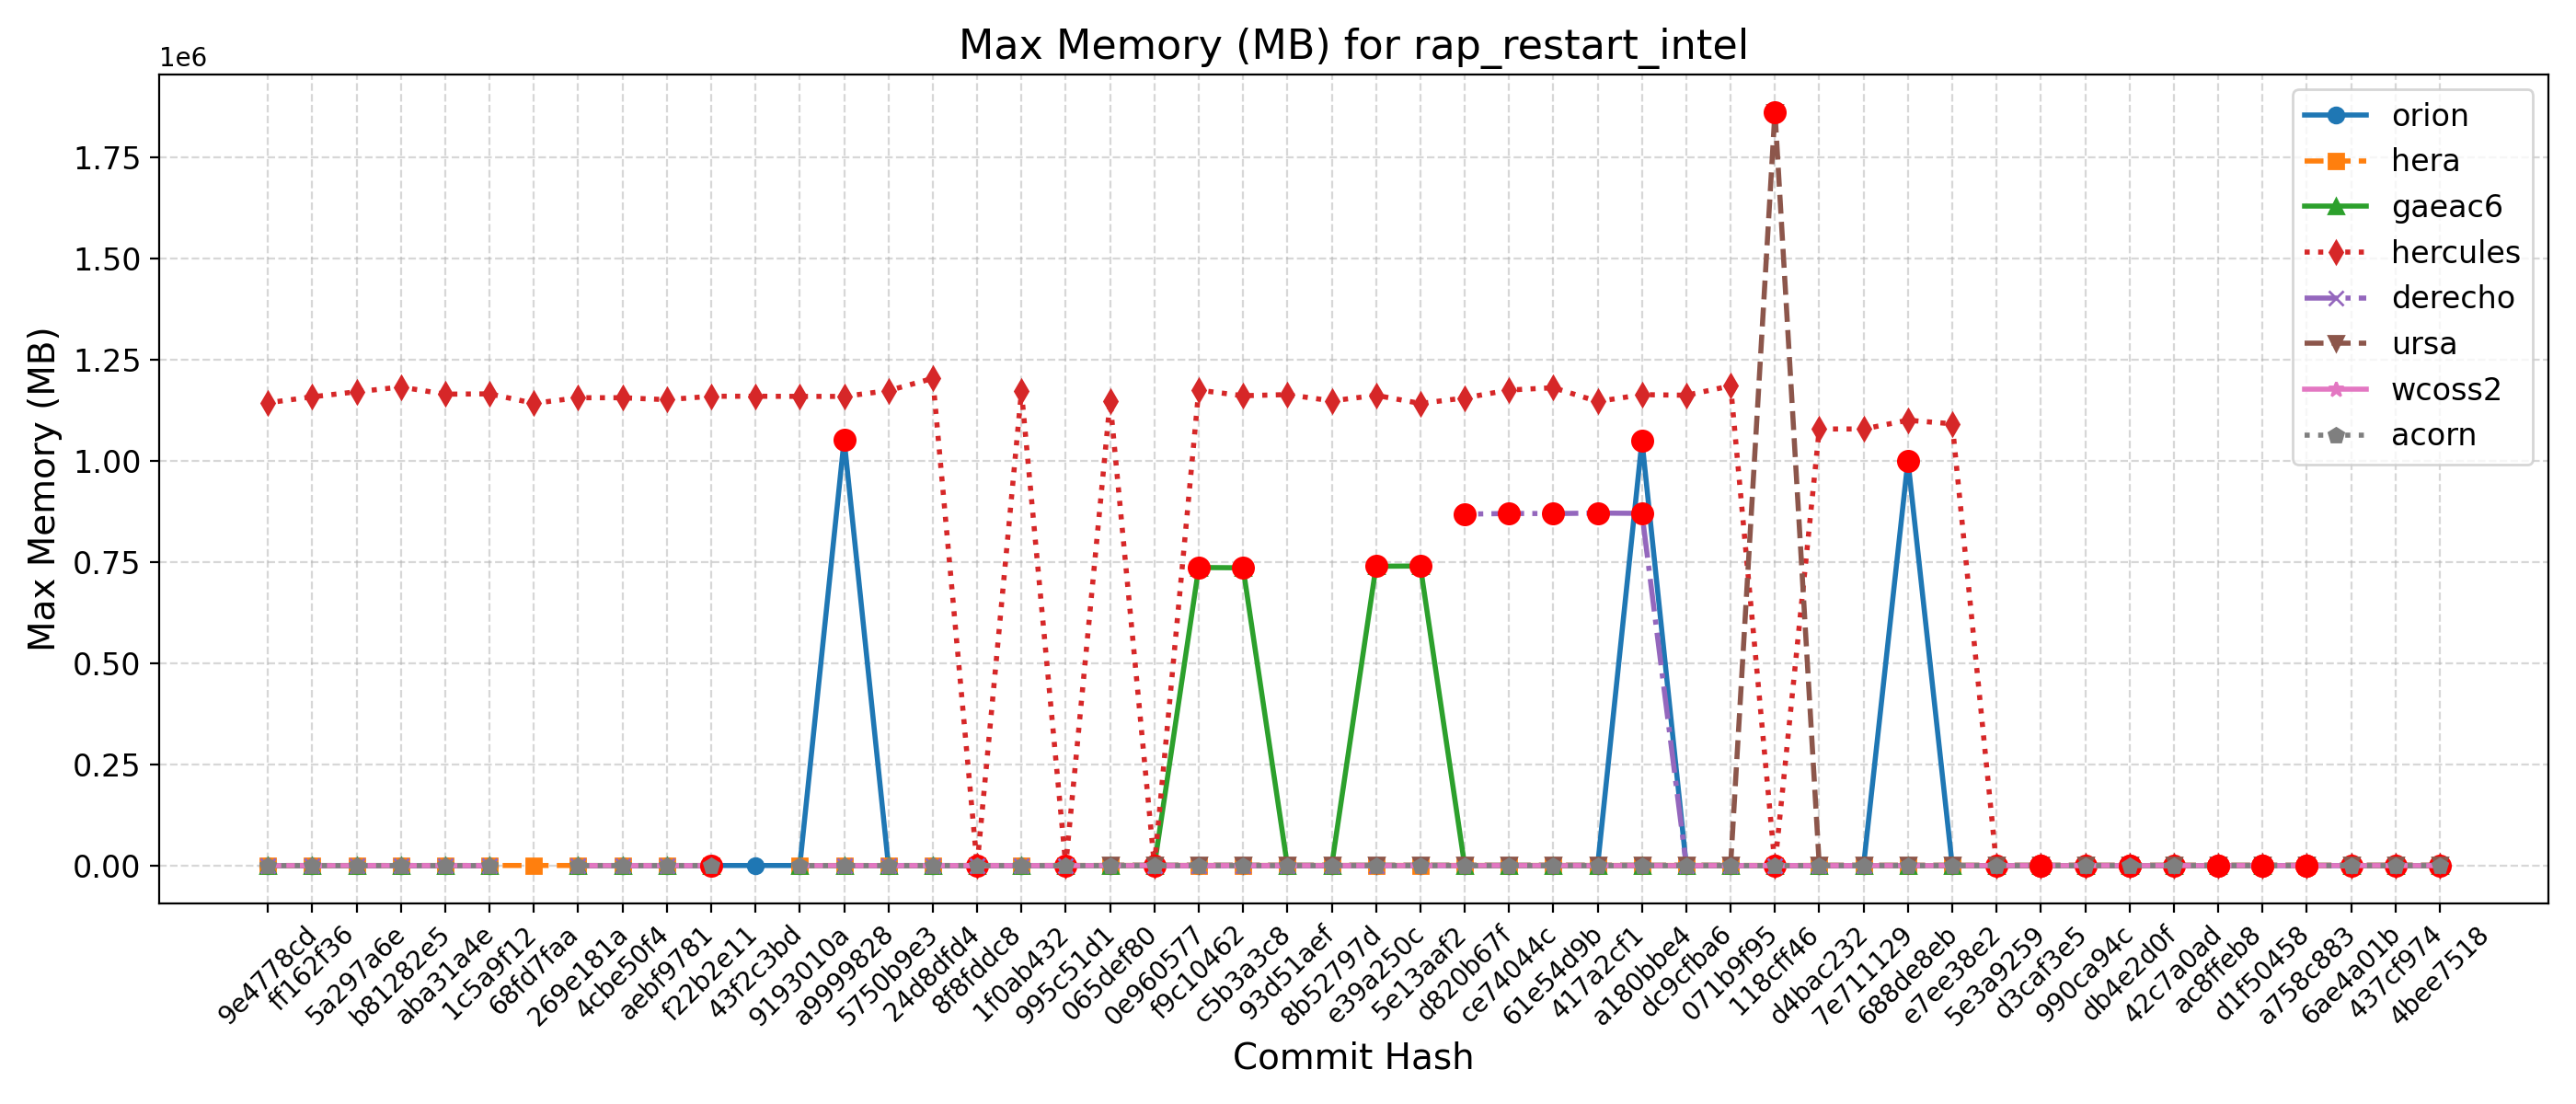 Max Memory (MB) for rap_restart_intel
1e6
1.75
1.50
1.25
1.00
0.75
0.50
0.25
0.00
Max Memory (MB)
orion
hera
gaeac6
hercules
derecho
ursa
wcoss2
acorn
9e4778cd
ff162f36
5a297a6e
b81282e5
aba31a4e
1c5a9f12
68fd7faa
269e181a
4cbe50f4
aebf9781
f22b2e11
43f2c3bd
9193010a
a9999828
5750b9e3
24d8dfd4
8f8fddc8
1f0ab432
995c51d1
065def80
0e960577
f9c10462
c5b3a3c8
93d51aef
8b52797d
e39a250c
5e13aaf2
d820b67f
ce74044c
61e54d9b
417a2cf1
a180bbe4
dc9cfba6
071b9f95
118cff46
d4bac232
7e711129
688de8eb
e7ee38e2
5e3a9259
d3caf3e5
990ca94c
db4e2d0f
42c7a0ad
ac8ffeb8
d1f50458
a758c883
6ae4a01b
437cf974
4bee7518
Commit Hash